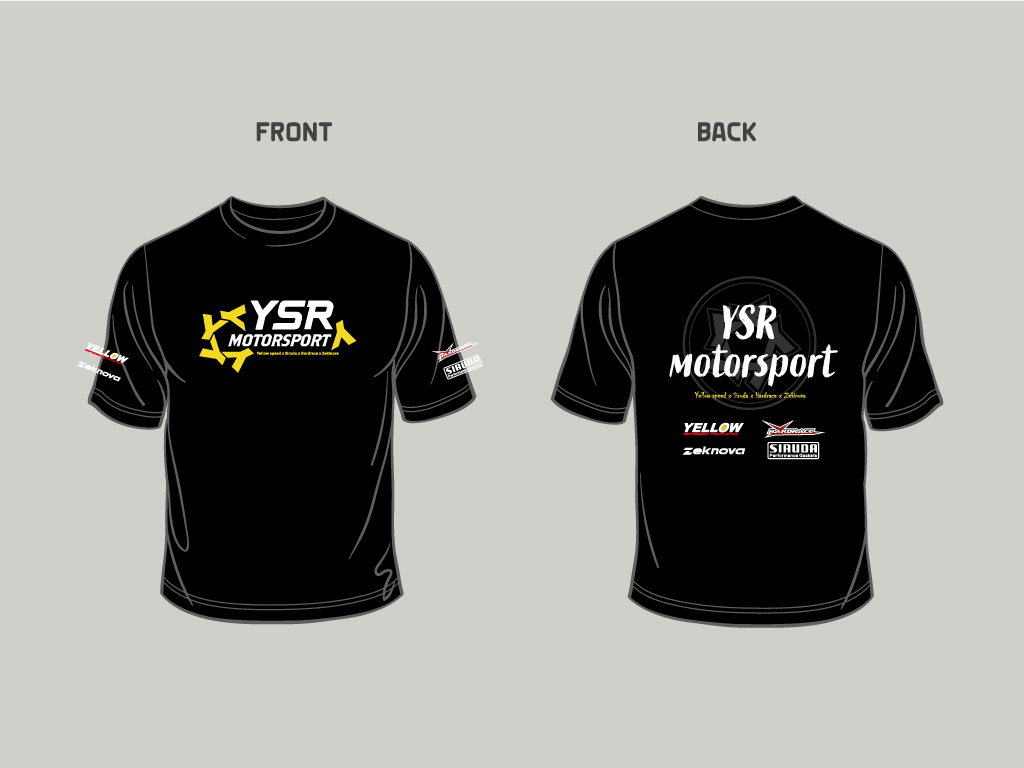 FRONT
BACK
YSR
MOTORSPORT
Yellow speed x Siruda x Hardrace x Zeknova
YELLOW
zeknova
HARDRACE
SIRUDA
YSR
Motorsport
Yellow speed x Siruda x Hardrace x Zeknova
YELLOW
HARDRACE
zeknova
SIRUDA
Performance Gaskets